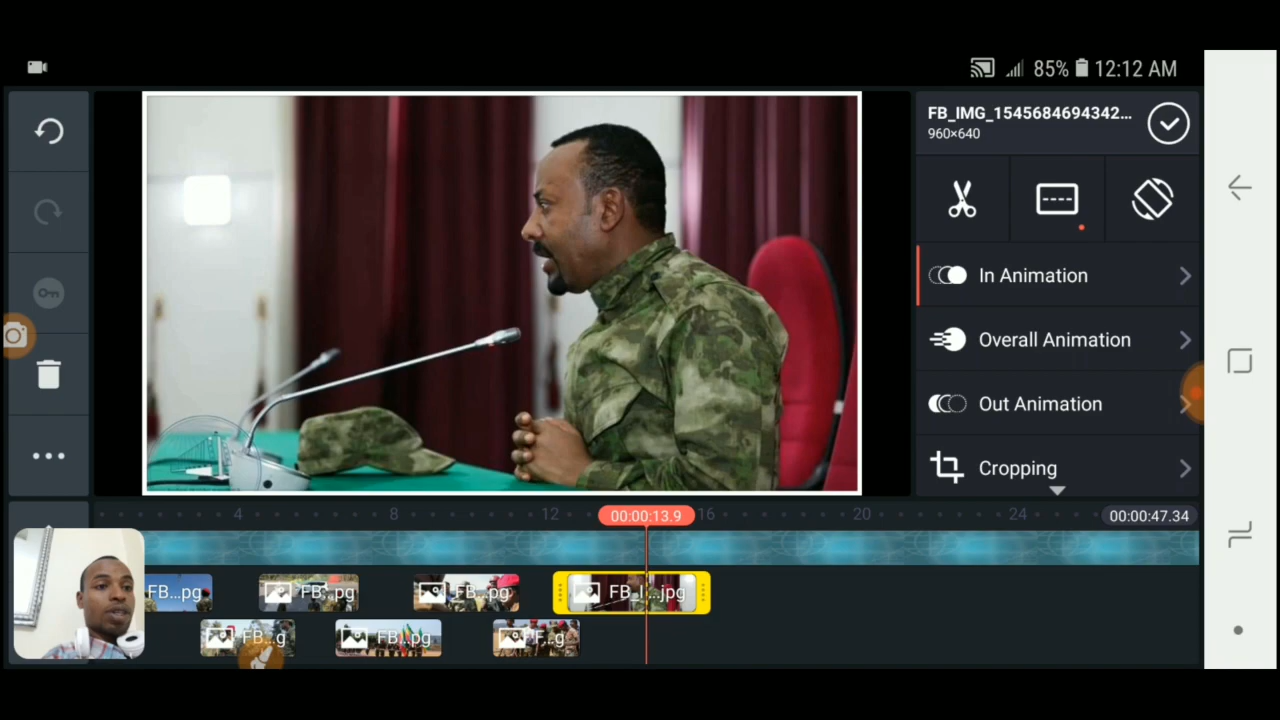 85% 12:12 AM
FB_IMG_1545684694342...
960×640
In Animation
Overall Animation
Out Animation
Cropping
4 8 12 00:00:13.9 16 20 24 00:00:47.34
FB...pg FB...pg FB...pg FB_I...jpg
FB...g FB...pg F...g